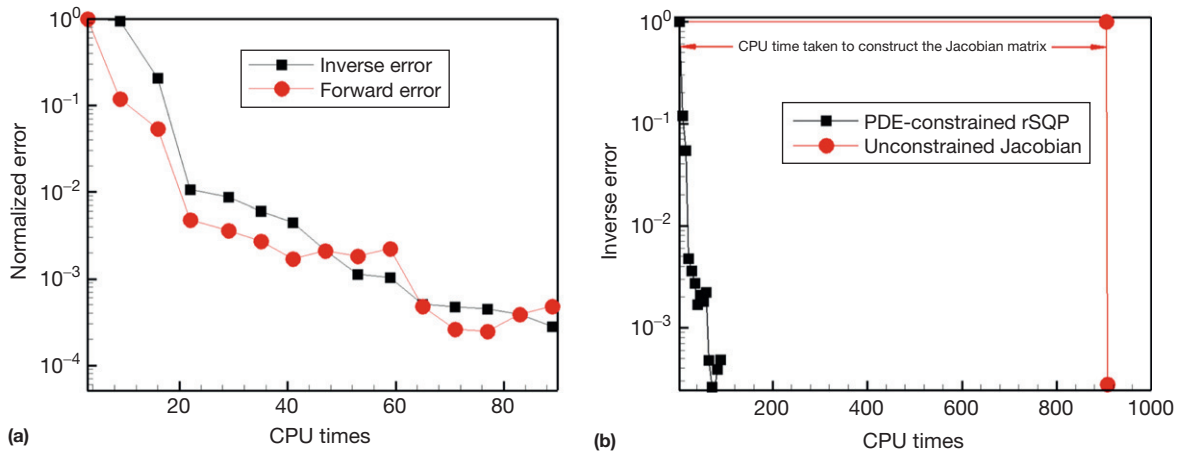 10^0
10^-1
10^-2
10^-3
10^-4
Normalized error
Inverse error
Forward error
20
40
60
80
CPU times
(a)
10^0
10^-1
10^-2
10^-3
Inverse error
CPU time taken to construct the Jacobian matrix
PDE-constrained rSQP
Unconstrained Jacobian
200
400
600
800
1000
CPU times
(b)